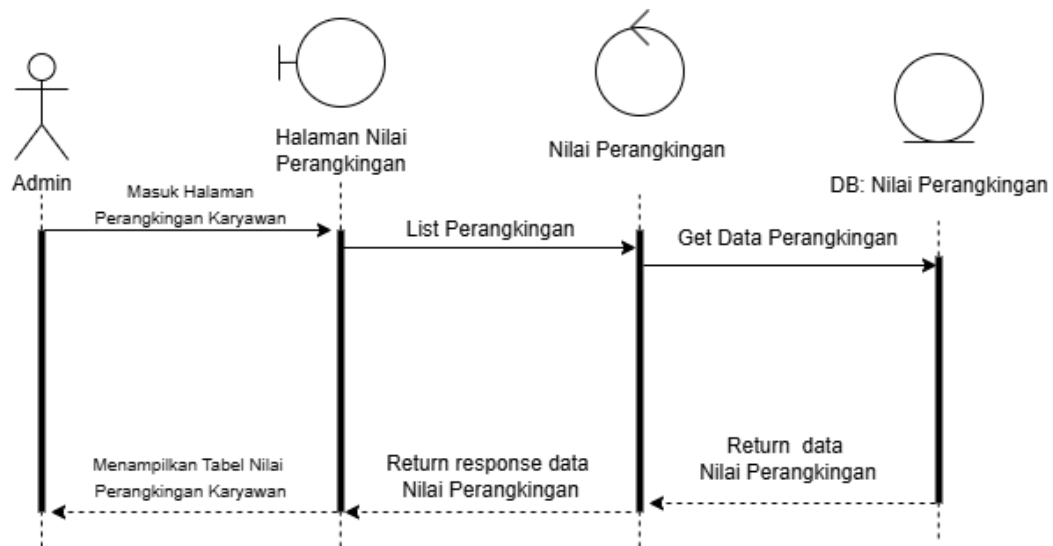 Halaman Nilai
Perangkingan
Nilai Perangkingan
Admin
DB: Nilai Perangkingan
Masuk Halaman
Perangkingan Karyawan
List Perangkingan
Get Data Perangkingan
Menampilkan Tabel Nilai
Perangkingan Karyawan
Return response data
Nilai Perangkingan
Return data
Nilai Perangkingan